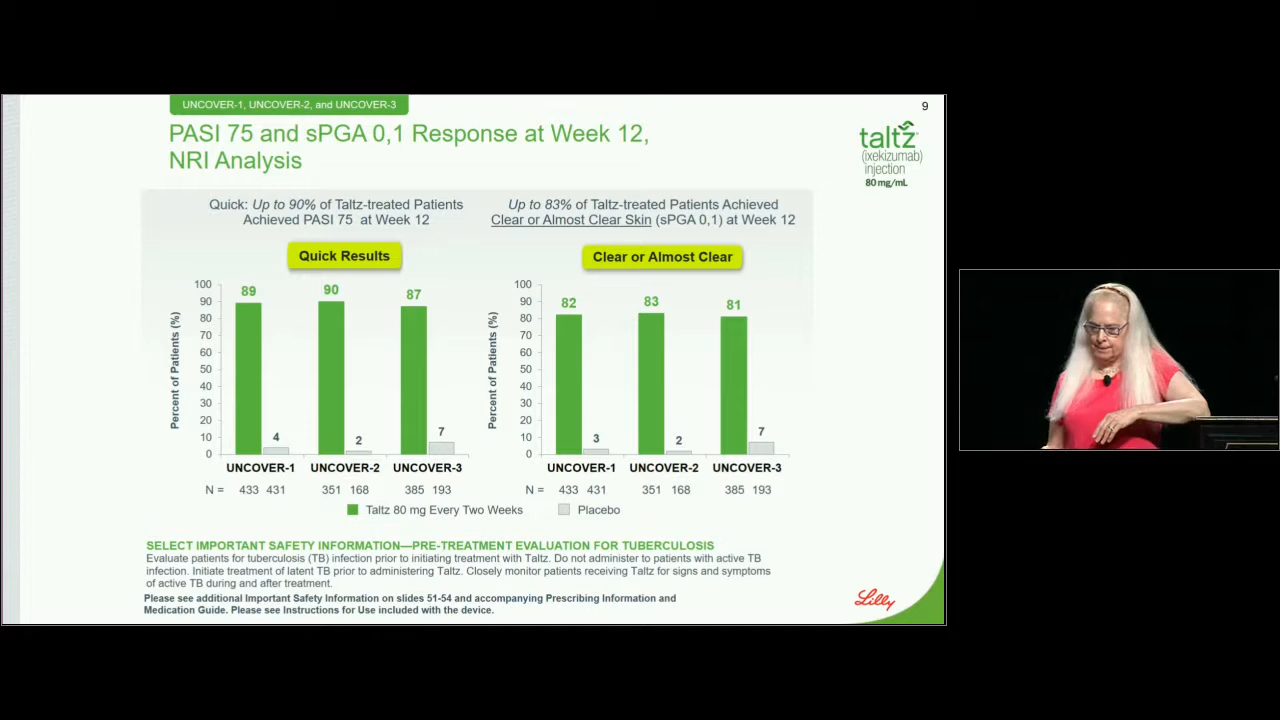 UNCOVER-1, UNCOVER-2, and UNCOVER-3
9
PASI 75 and sPGA 0,1 Response at Week 12,
NRI Analysis
taltz
(ixekizumab)
injection
80 mg/mL
Quick: Up to 90% of Taltz-treated Patients
Achieved PASI 75 at Week 12
Quick Results
Percent of Patients (%)
100
90
80
70
60
50
40
30
20
10
0
89
4
90
2
87
7
UNCOVER-1
UNCOVER-2
UNCOVER-3
N = 433 431 351 168 385 193
Up to 83% of Taltz-treated Patients Achieved
Clear or Almost Clear Skin (sPGA 0,1) at Week 12
Clear or Almost Clear
Percent of Patients (%)
100
90
80
70
60
50
40
30
20
10
0
82
3
83
2
81
7
UNCOVER-1
UNCOVER-2
UNCOVER-3
N = 433 431 351 168 385 193
Taltz 80 mg Every Two Weeks
Placebo
SELECT IMPORTANT SAFETY INFORMATION—PRE-TREATMENT EVALUATION FOR TUBERCULOSIS
Evaluate patients for tuberculosis (TB) infection prior to initiating treatment with Taltz. Do not administer to patients with active TB
infection. Initiate treatment of latent TB prior to administering Taltz. Closely monitor patients receiving Taltz for signs and symptoms
of active TB during and after treatment.
Please see additional Important Safety Information on slides 51-54 and accompanying Prescribing Information and
Medication Guide. Please see Instructions for Use included with the device.
Lilly